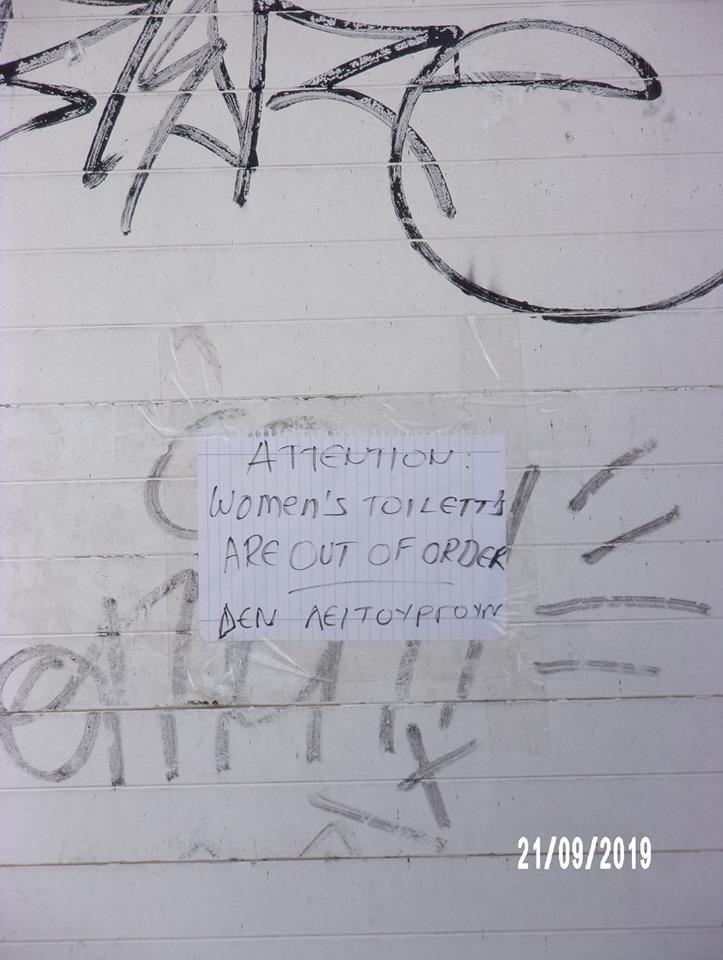 ATTENTION:
Women's TOILETTS
ARE OUT OF ORDER
ΔΕΝ ΛΕΙΤΟΥΡΓΟΥΝ
21/09/2019